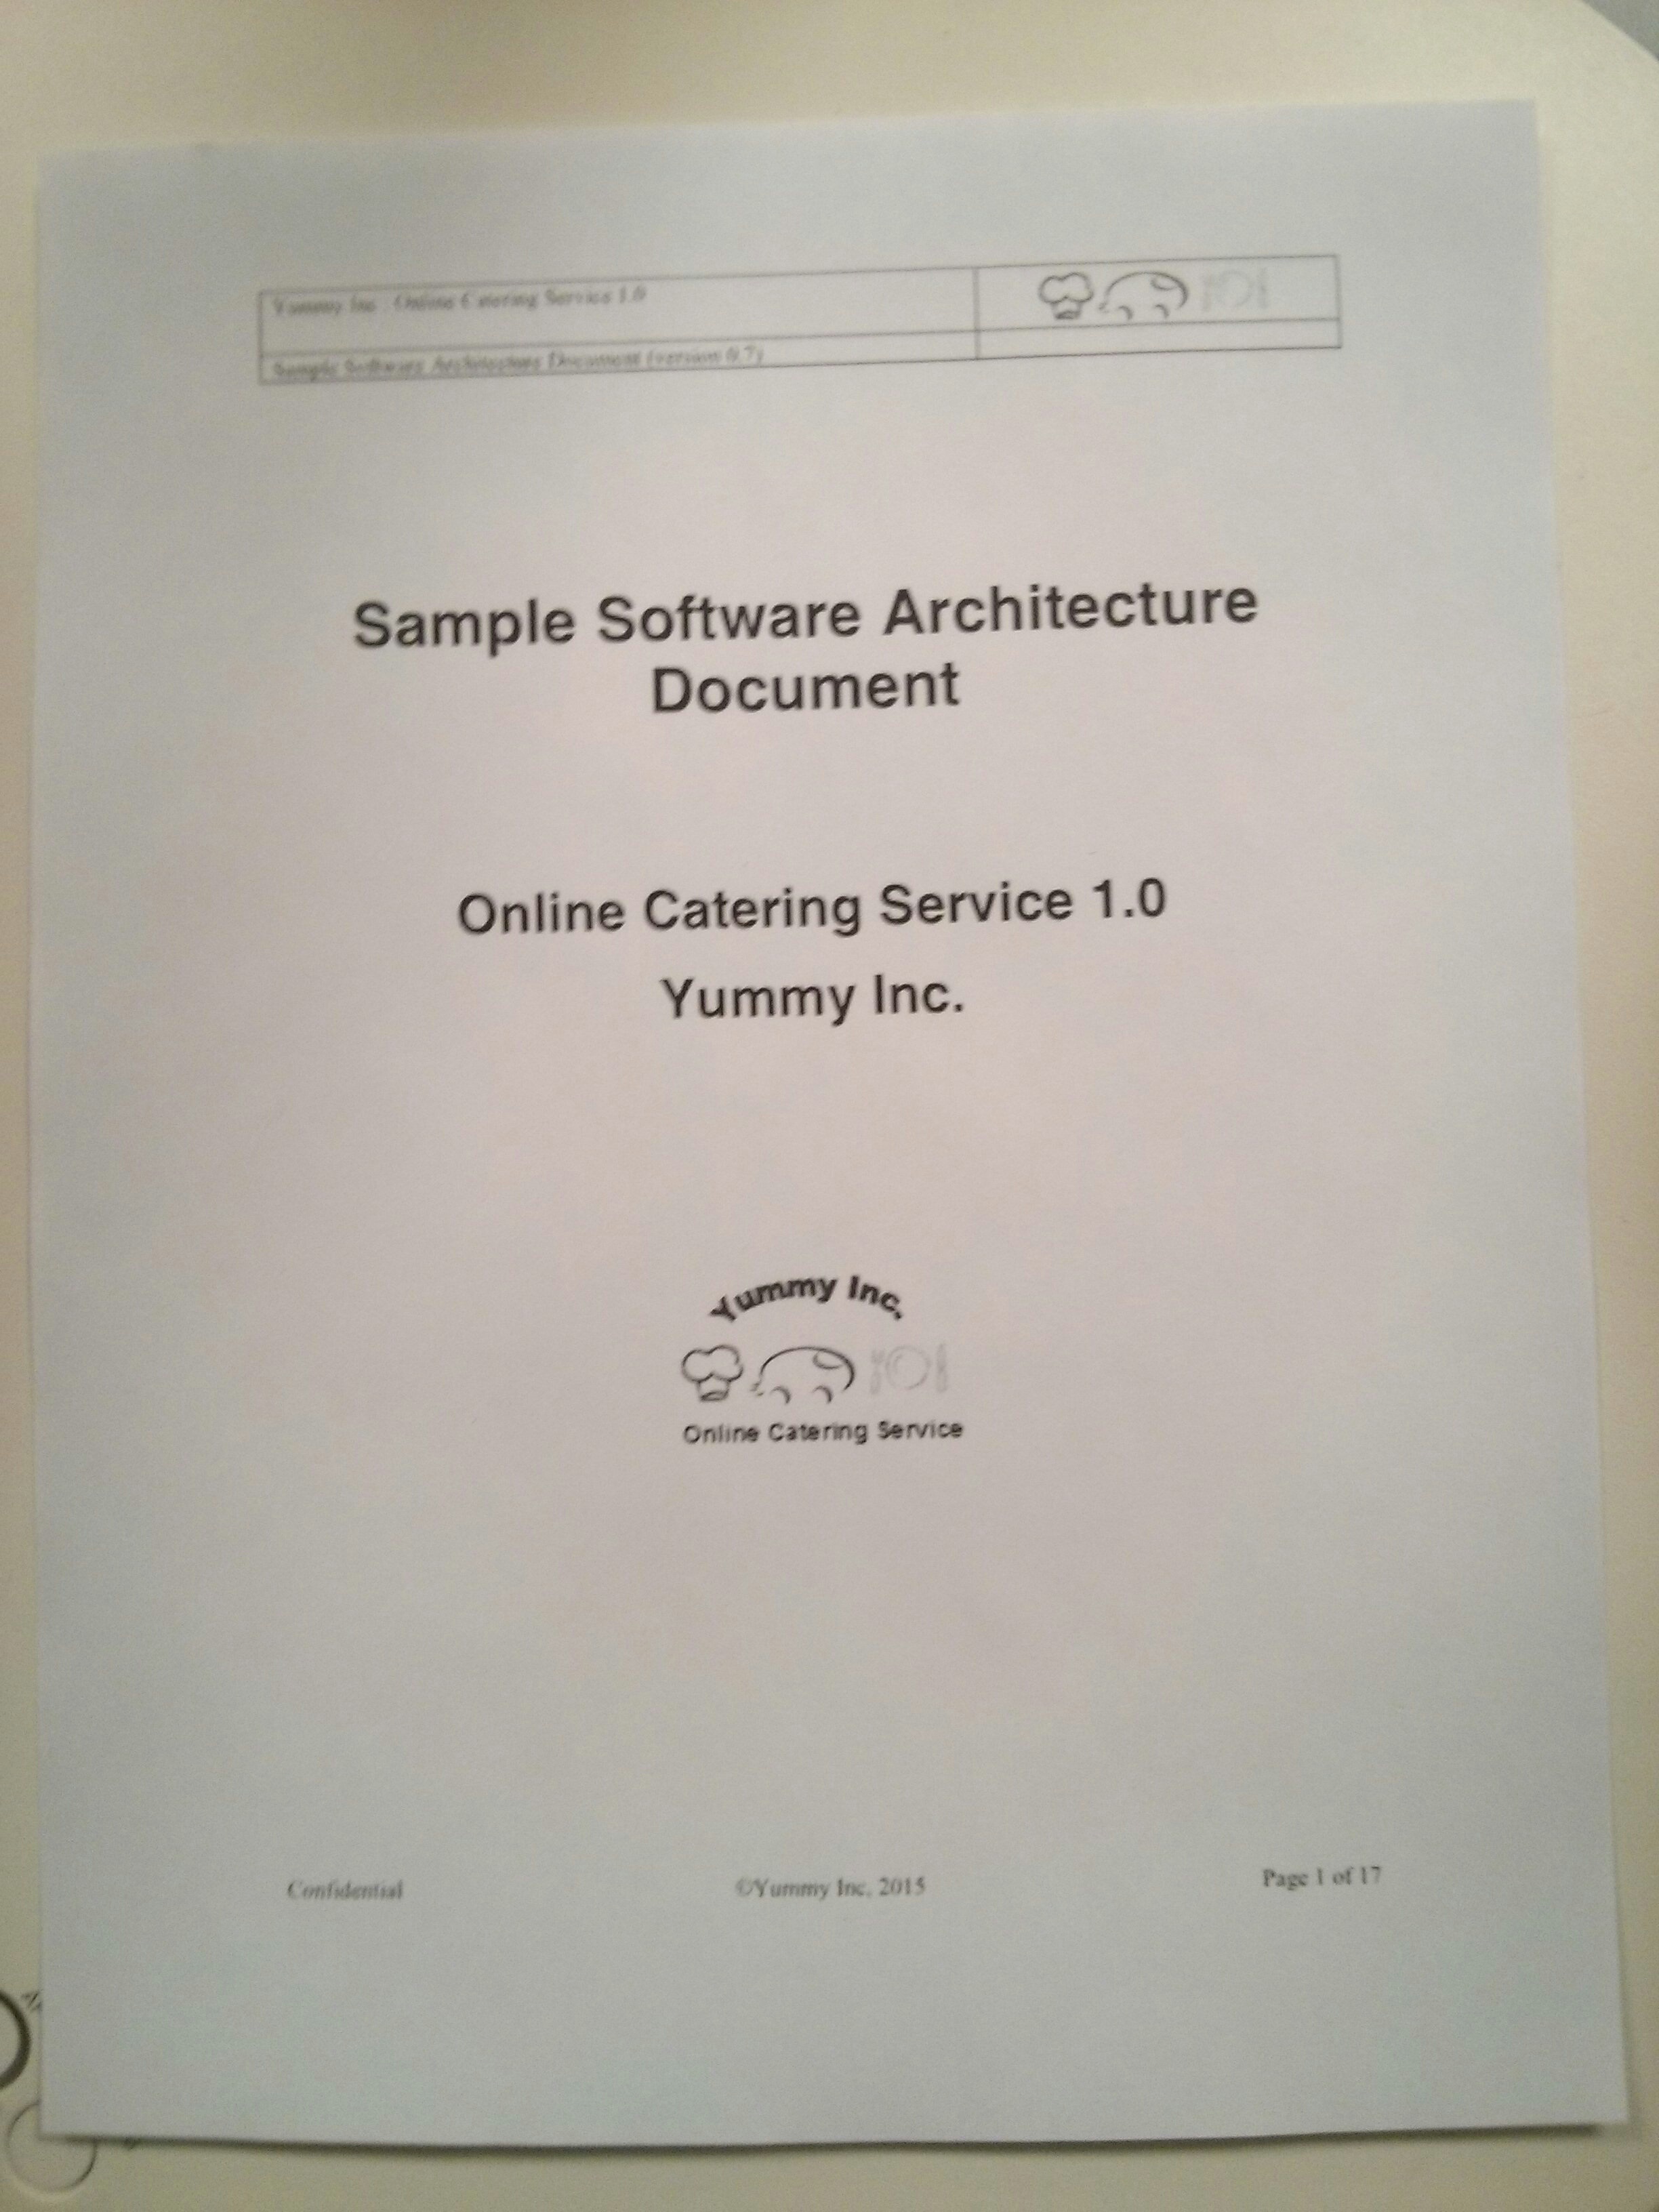 Yummy Inc. Online Catering Service 1.0
Sample Software Architecture Document (version 0.7)
Sample Software Architecture
Document
Online Catering Service 1.0
Yummy Inc.
Yummy Inc.
Online Catering Service
Confidential ©Yummy Inc, 2015 Page 1 of 17